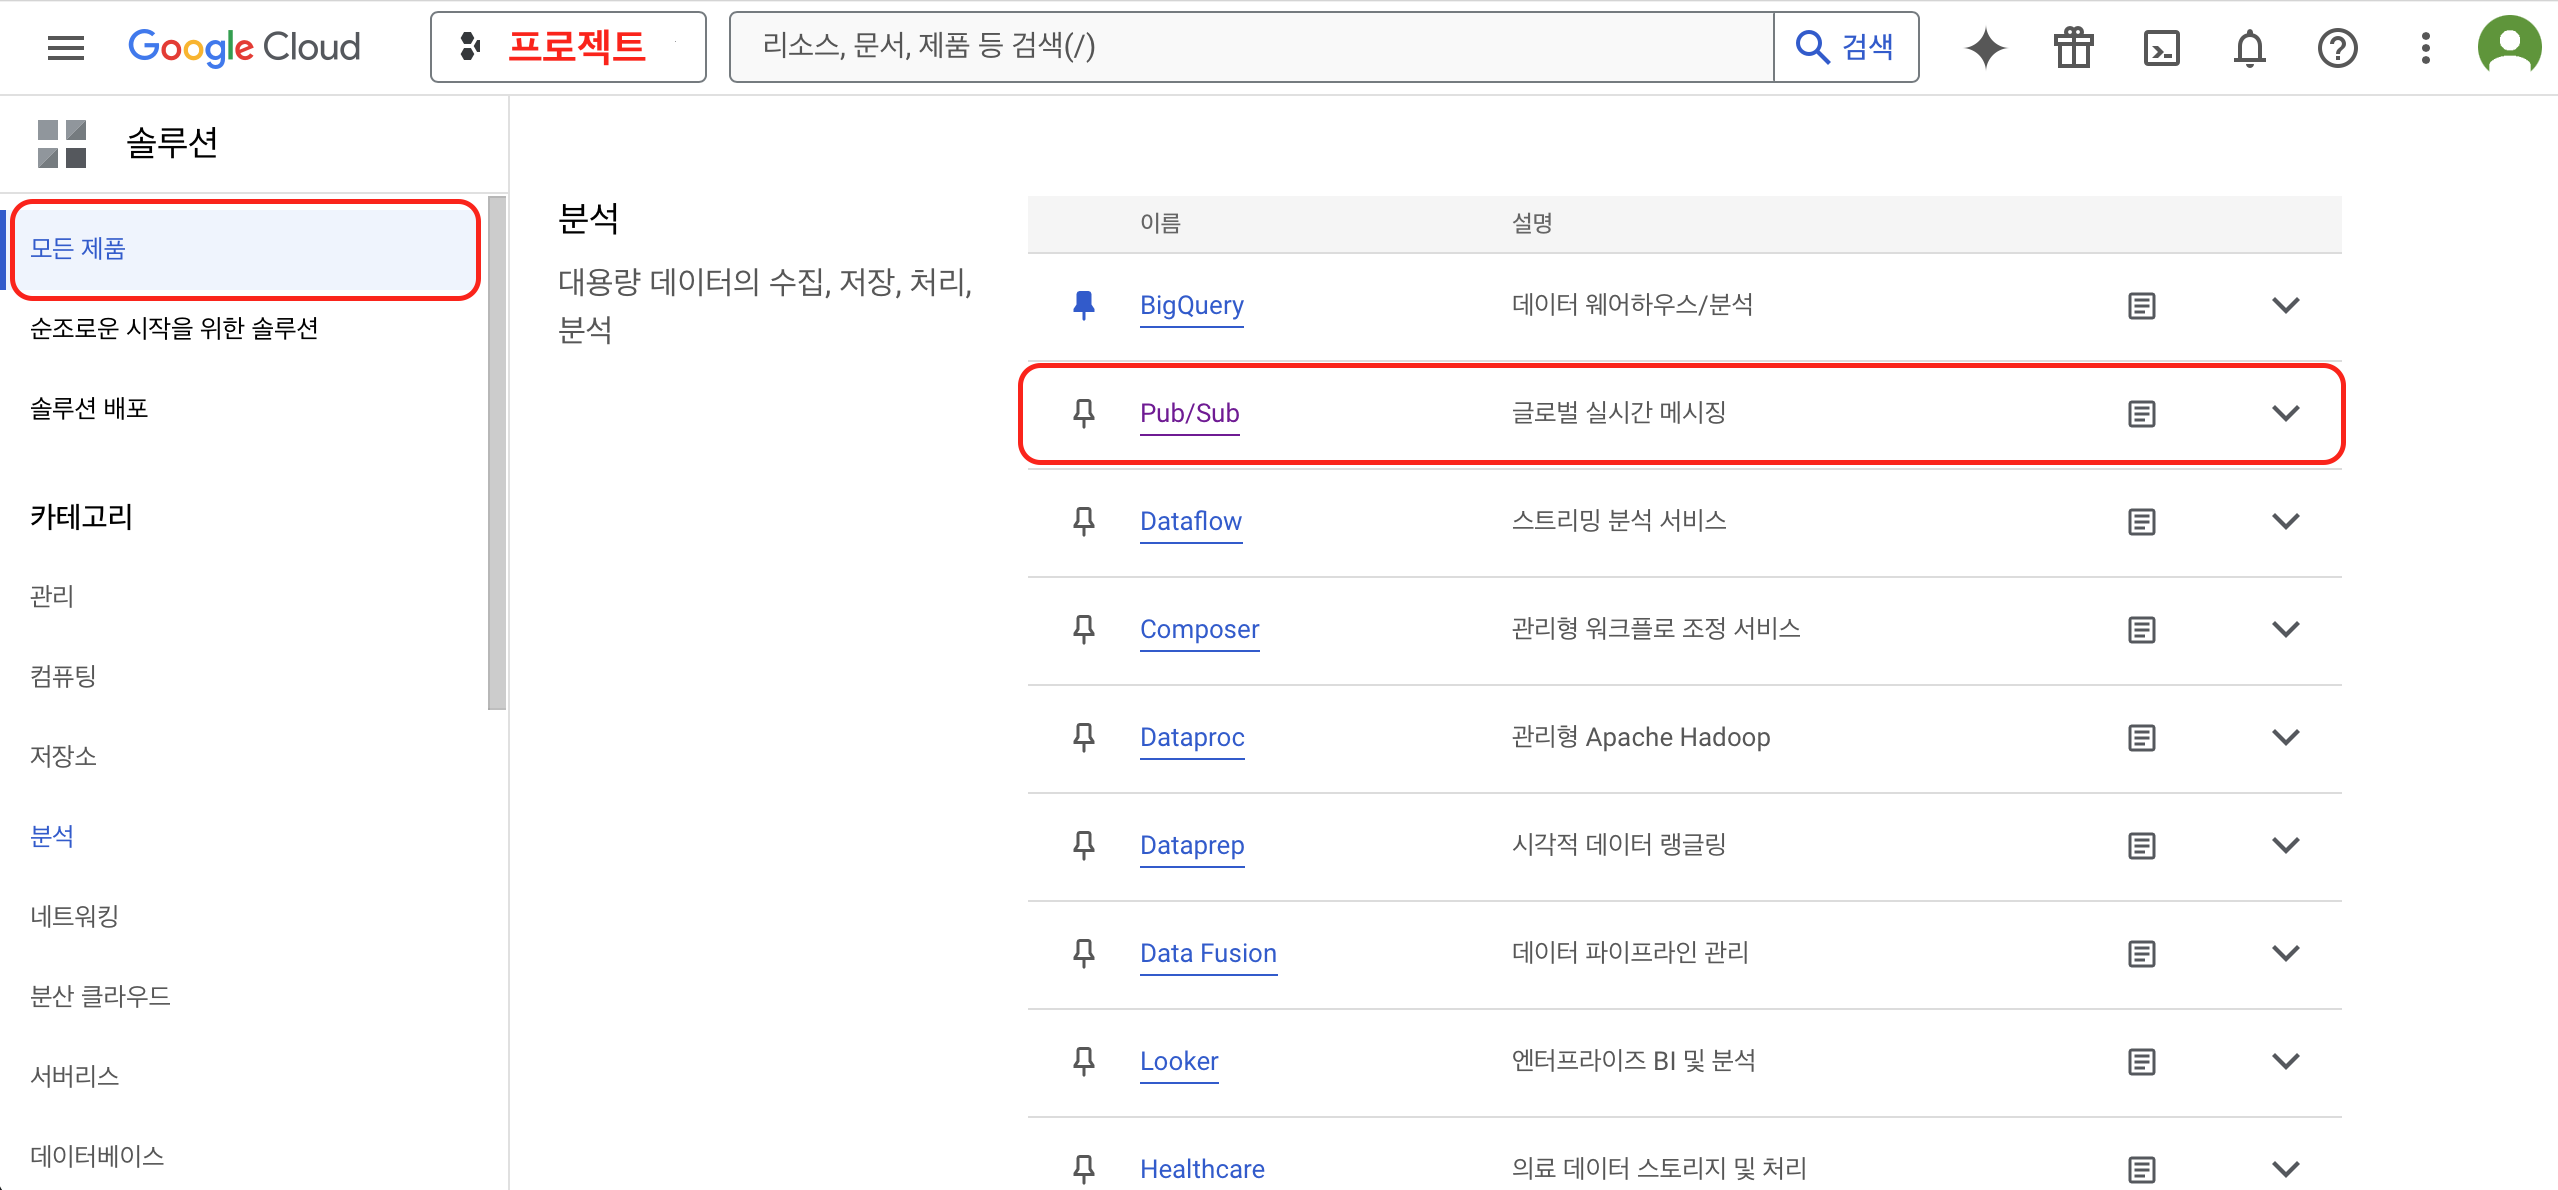 Google Cloud
프로젝트
리소스, 문서, 제품 등 검색(/)
검색
솔루션
모든 제품
순조로운 시작을 위한 솔루션
솔루션 배포
카테고리
관리
컴퓨팅
저장소
분석
네트워킹
분산 클라우드
서버리스
데이터베이스
분석
대용량 데이터의 수집, 저장, 처리,
분석
이름 설명
BigQuery 데이터 웨어하우스/분석
Pub/Sub 글로벌 실시간 메시징
Dataflow 스트리밍 분석 서비스
Composer 관리형 워크플로 조정 서비스
Dataproc 관리형 Apache Hadoop
Dataprep 시각적 데이터 랭글링
Data Fusion 데이터 파이프라인 관리
Looker 엔터프라이즈 BI 및 분석
Healthcare 의료 데이터 스토리지 및 처리